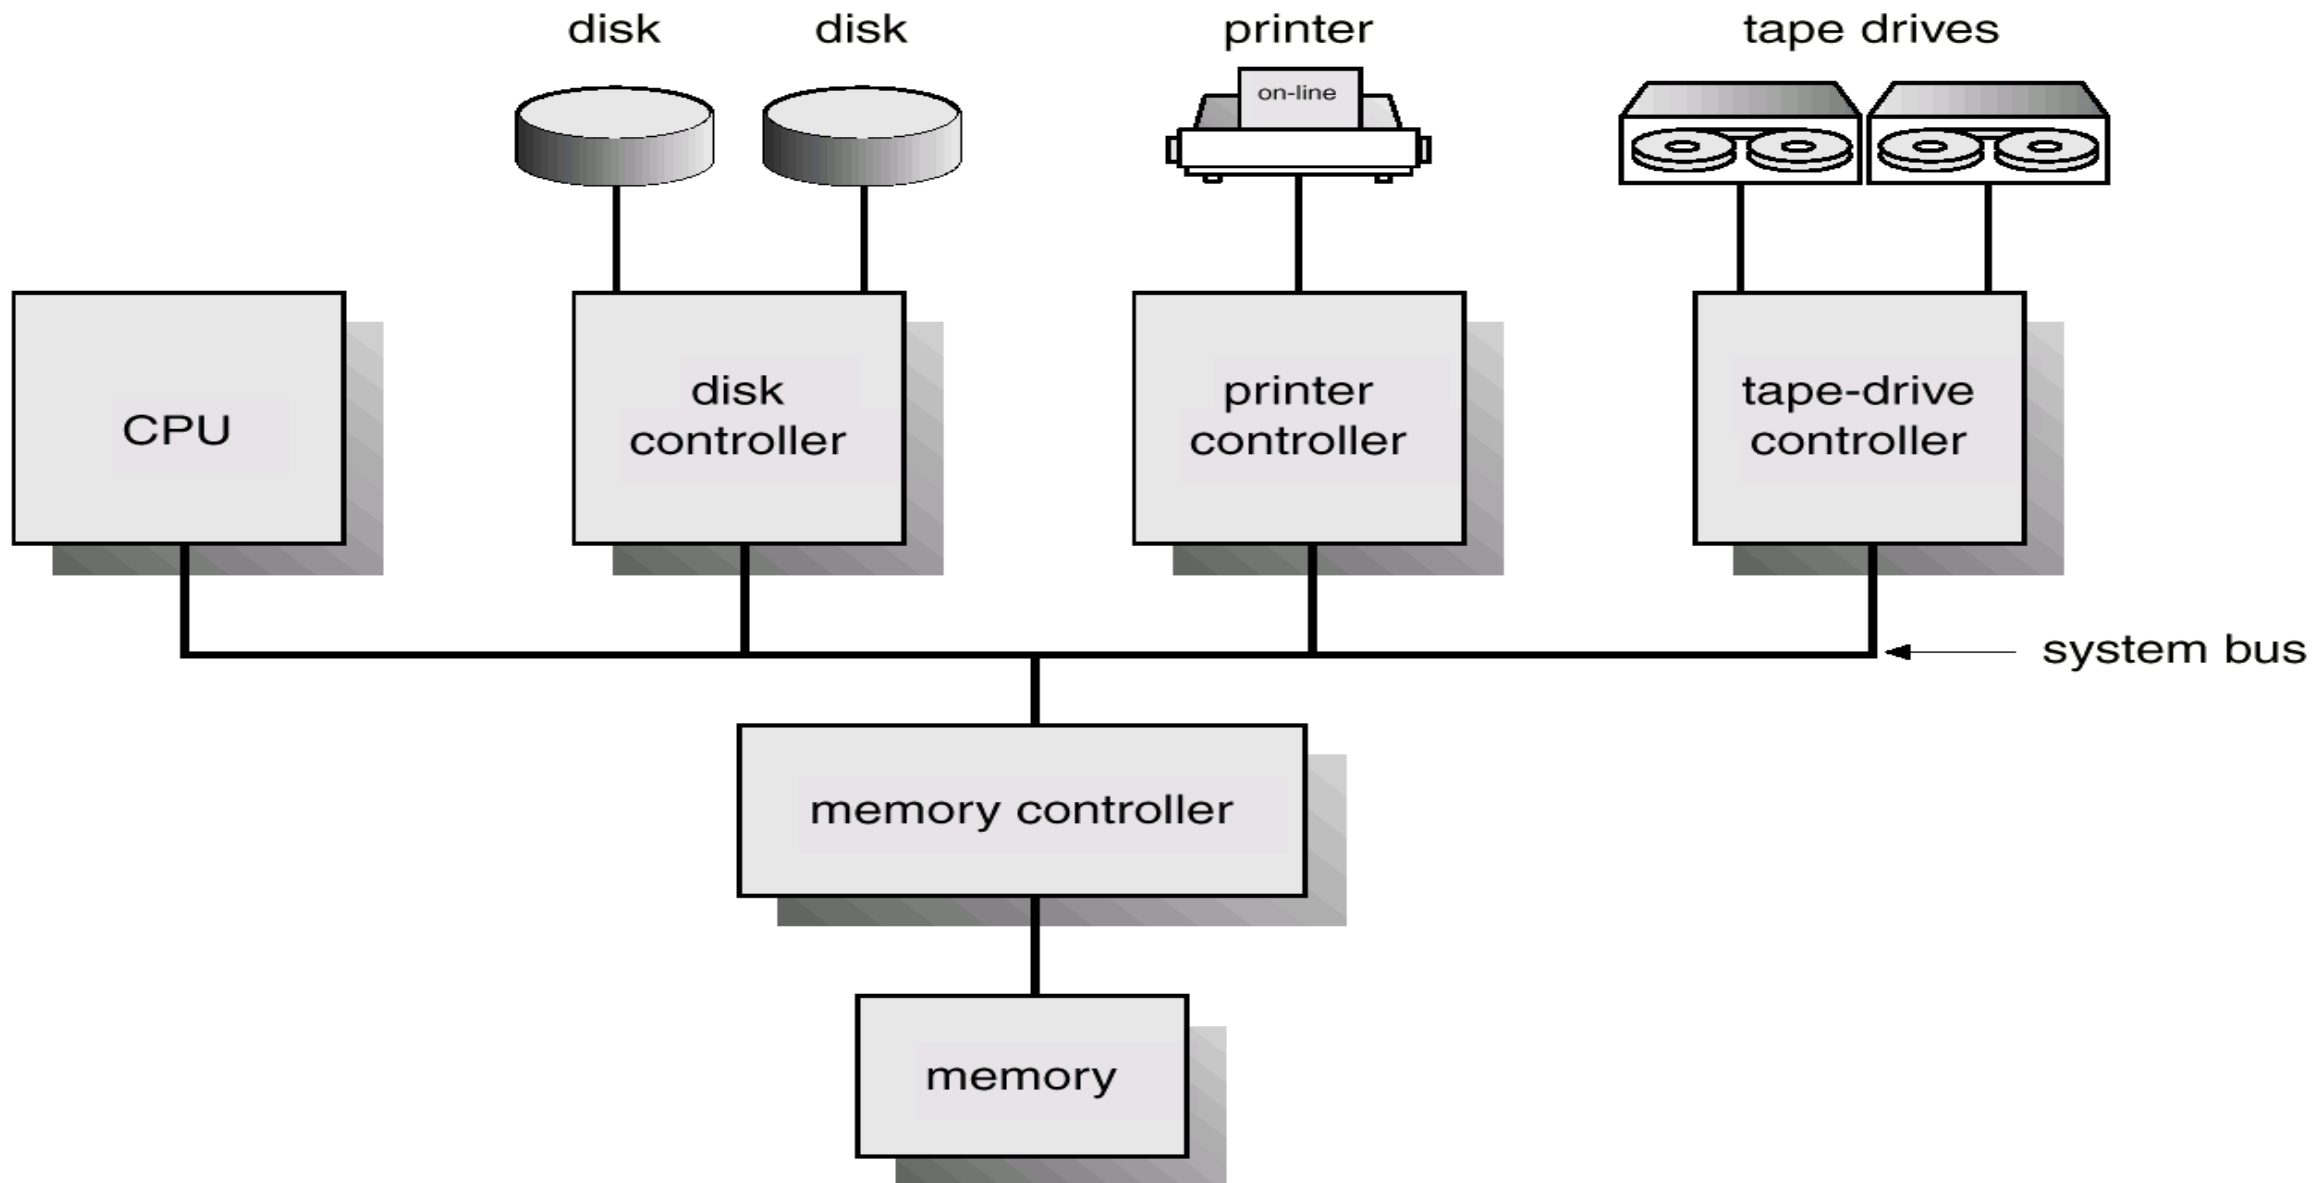 disk
disk
printer
tape drives
on-line
CPU
disk
controller
printer
controller
tape-drive
controller
system bus
memory controller
memory